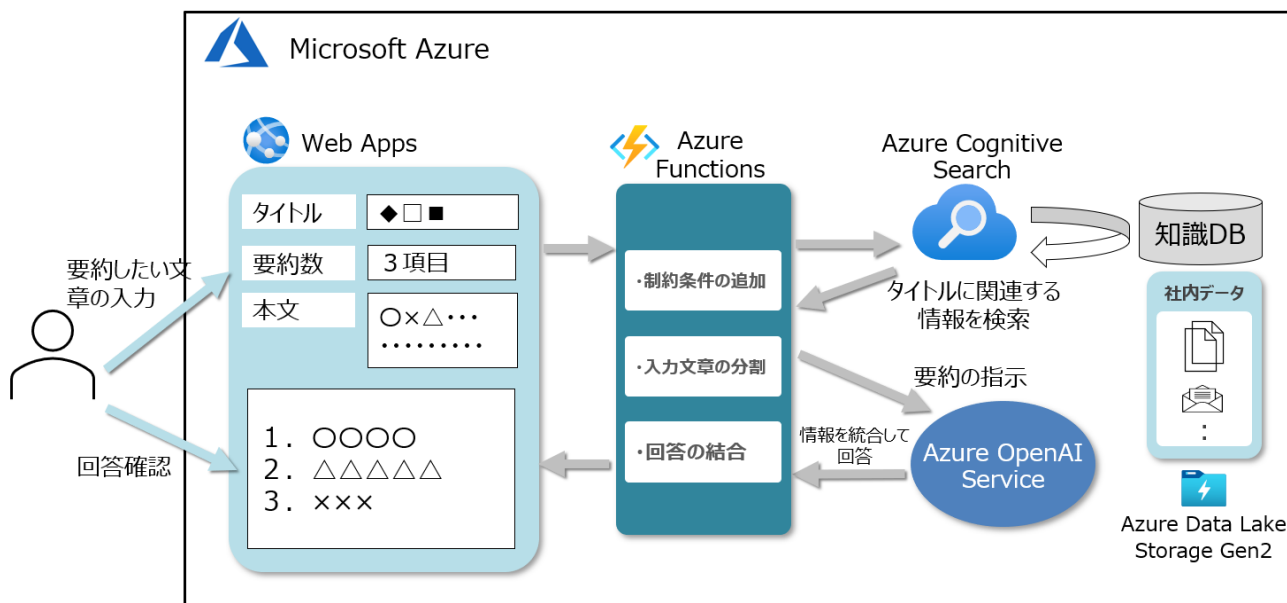 Microsoft Azure
Web Apps
タイトル
◆□■
要約数
3項目
本文
○×△・・・
・・・・・・・・・
1. ○○○○
2. △△△△△
3. ×××
要約したい文
章の入力
回答確認
Azure
Functions
・制約条件の追加
・入力文章の分割
・回答の結合
Azure Cognitive
Search
タイトルに関連する
情報を検索
要約の指示
情報を統合して
回答
Azure OpenAI
Service
知識DB
社内データ
:
Azure Data Lake
Storage Gen2